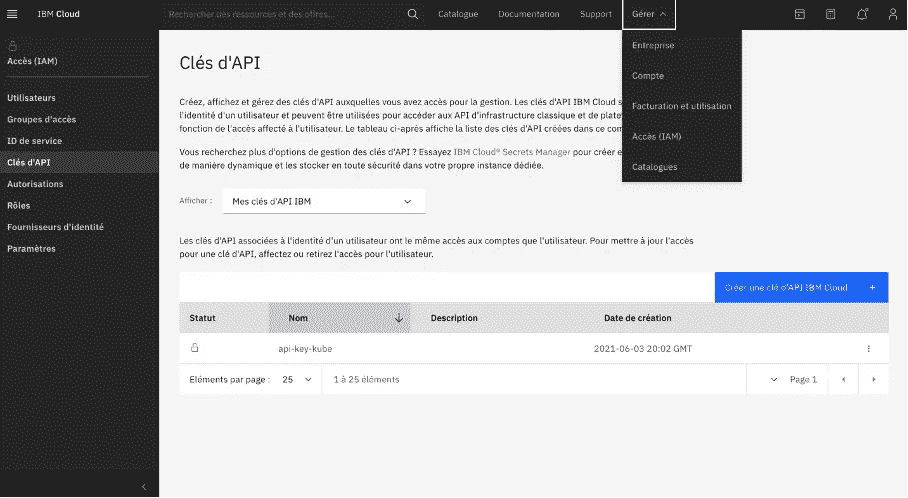 IBM Cloud
Rechercher des ressources et des offres...
Catalogue
Documentation
Support
Gérer
Entreprise
Compte
Facturation et utilisation
Accès (IAM)
Catalogues
Accès (IAM)
Utilisateurs
Groupes d'accès
ID de service
Clés d'API
Autorisations
Rôles
Fournisseurs d'identité
Paramètres
Clés d'API
Créez, affichez et gérez des clés d'API auxquelles vous avez accès pour la gestion. Les clés d'API IBM Cloud s
l'identité d'un utilisateur et peuvent être utilisées pour accéder aux API d'infrastructure classique et de plate
fonction de l'accès affecté à l'utilisateur. Le tableau ci-après affiche la liste des clés d'API créées dans ce com
Vous recherchez plus d'options de gestion des clés d'API ? Essayez IBM Cloud® Secrets Manager pour créer e
de manière dynamique et les stocker en toute sécurité dans votre propre instance dédiée.
Afficher :
Mes clés d'API IBM
Les clés d'API associées à l'identité d'un utilisateur ont le même accès aux comptes que l'utilisateur. Pour mettre à jour l'accès
pour une clé d'API, affectez ou retirez l'accès pour l'utilisateur.
Créer une clé d'API IBM Cloud +
Statut
Nom
Description
Date de création
api-key-kube
2021-06-03 20:02 GMT
Eléments par page :
25
1 à 25 éléments
Page 1